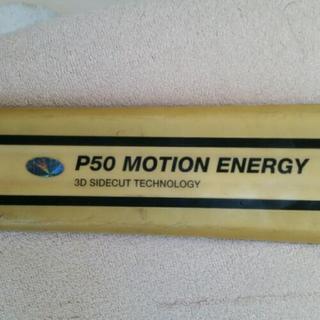 P50 MOTION ENERGY
3D SIDECUT TECHNOLOGY